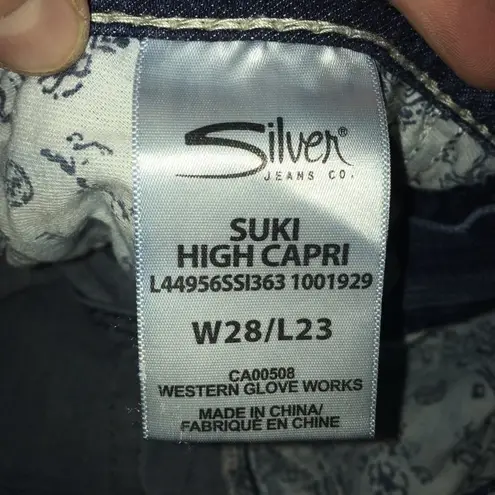 Silver®
JEANS CO.
SUKI
HIGH CAPRI
L44956SSI363 1001929
W28/L23
CA00508
WESTERN GLOVE WORKS
MADE IN CHINA/
FABRIQUÉ EN CHINE